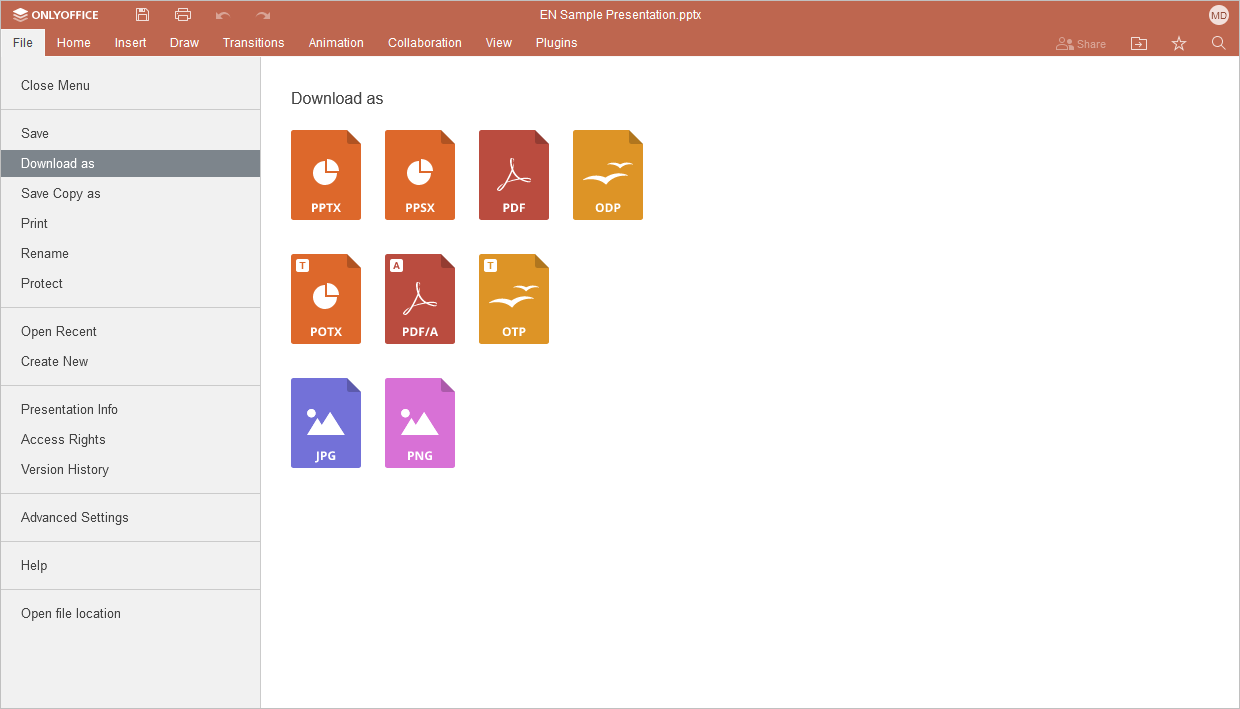 ONLYOFFICE
EN Sample Presentation.pptx
MD
File Home Insert Draw Transitions Animation Collaboration View Plugins
Share
Close Menu
Save
Download as
Save Copy as
Print
Rename
Protect
Open Recent
Create New
Presentation Info
Access Rights
Version History
Advanced Settings
Help
Open file location
Download as
PPTX PPSX PDF ODP
T A T
POTX PDF/A OTP
JPG PNG